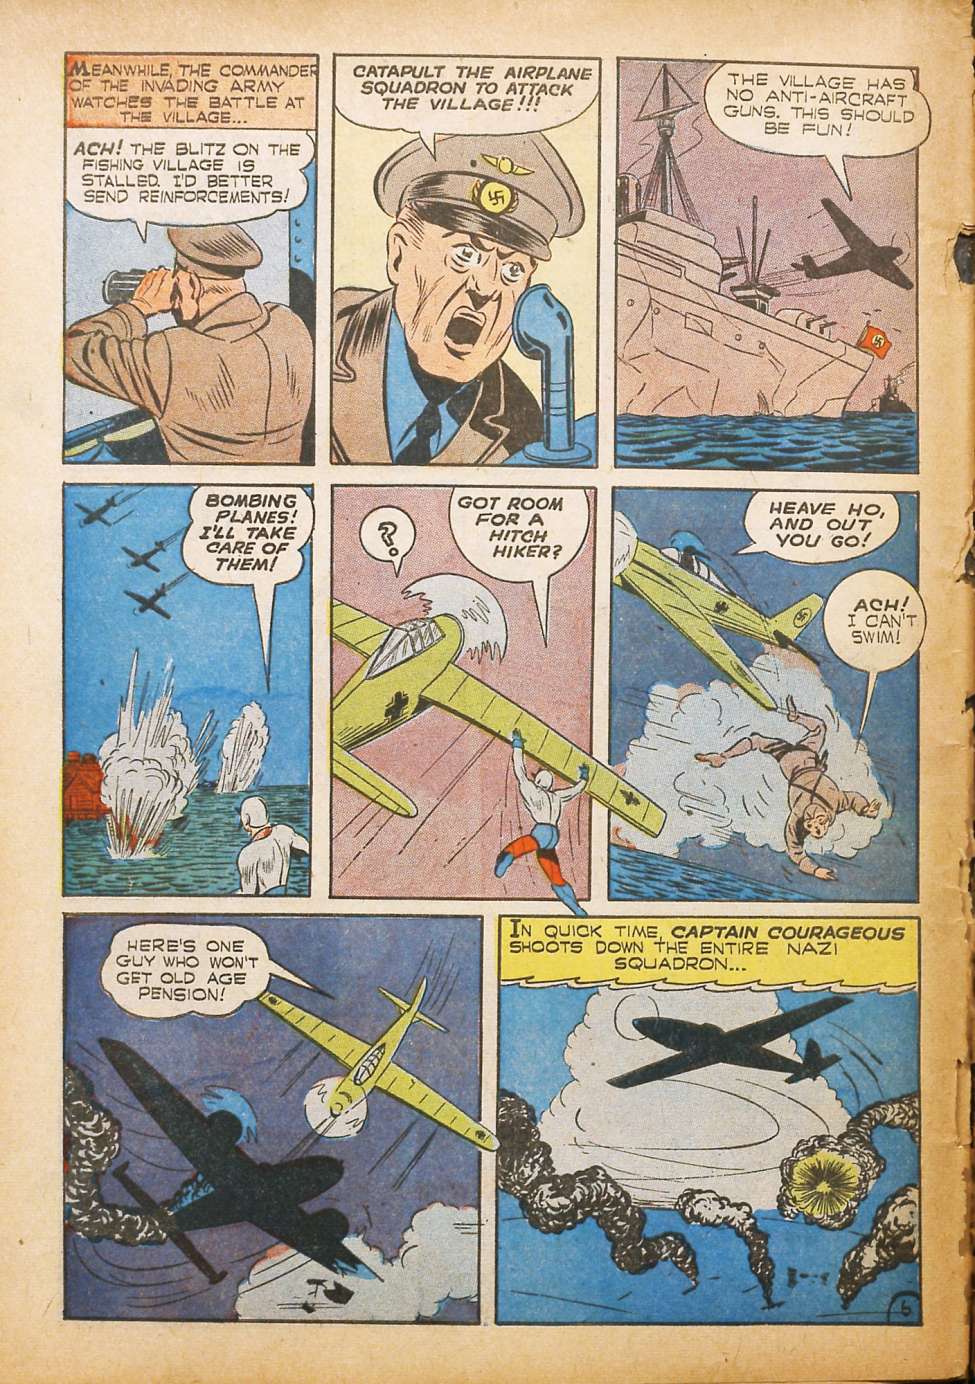 MEANWHILE, THE COMMANDER
OF THE INVADING ARMY
WATCHES THE BATTLE AT
THE VILLAGE...
ACH! THE BLITZ ON THE
FISHING VILLAGE IS
STALLED. I'D BETTER
SEND REINFORCEMENTS!
CATAPULT THE AIRPLANE
SQUADRON TO ATTACK
THE VILLAGE!!!
THE VILLAGE HAS
NO ANTI-AIRCRAFT
GUNS. THIS SHOULD
BE FUN!
BOMBING
PLANES!
I'LL TAKE
CARE OF
THEM!
?
GOT ROOM
FOR A
HITCH
HIKER?
HEAVE HO,
AND OUT
YOU GO!
ACH!
I CAN'T
SWIM!
HERE'S ONE
GUY WHO WON'T
GET OLD AGE
PENSION!
IN QUICK TIME, CAPTAIN COURAGEOUS
SHOOTS DOWN THE ENTIRE NAZI
SQUADRON...
6